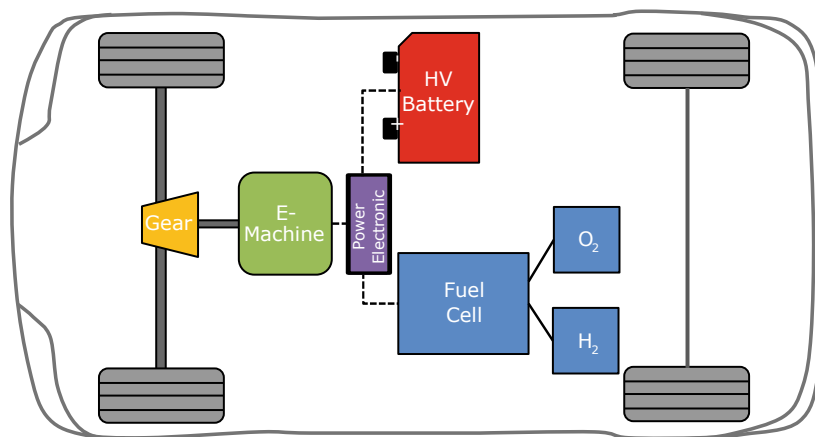 HV
Battery
+
Gear
E-
Machine
Power
Electronic
Fuel
Cell
O₂
H₂